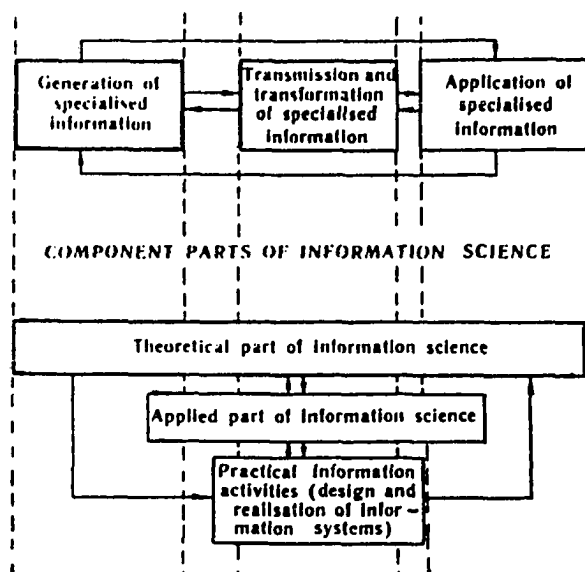 Generation of
specialised
information
Transmission and
transformation
of specialised
information
Application of
specialised
information
COMPONENT PARTS OF INFORMATION SCIENCE
Theoretical part of information science
Applied part of information science
Practical information
activities (design and
realisation of infor-
mation systems)